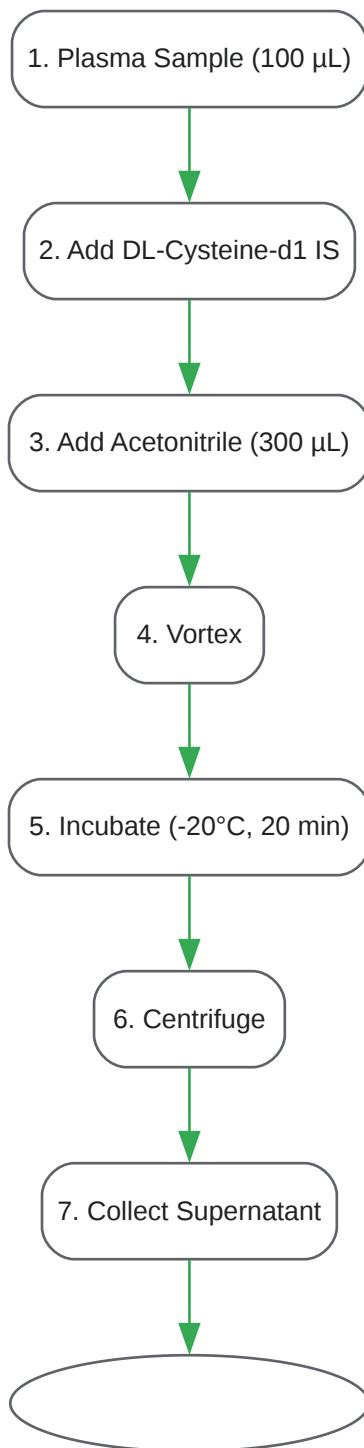 1. Plasma Sample (100 µL)
2. Add DL-Cysteine-d1 IS
3. Add Acetonitrile (300 µL)
4. Vortex
5. Incubate (-20°C, 20 min)
6. Centrifuge
7. Collect Supernatant